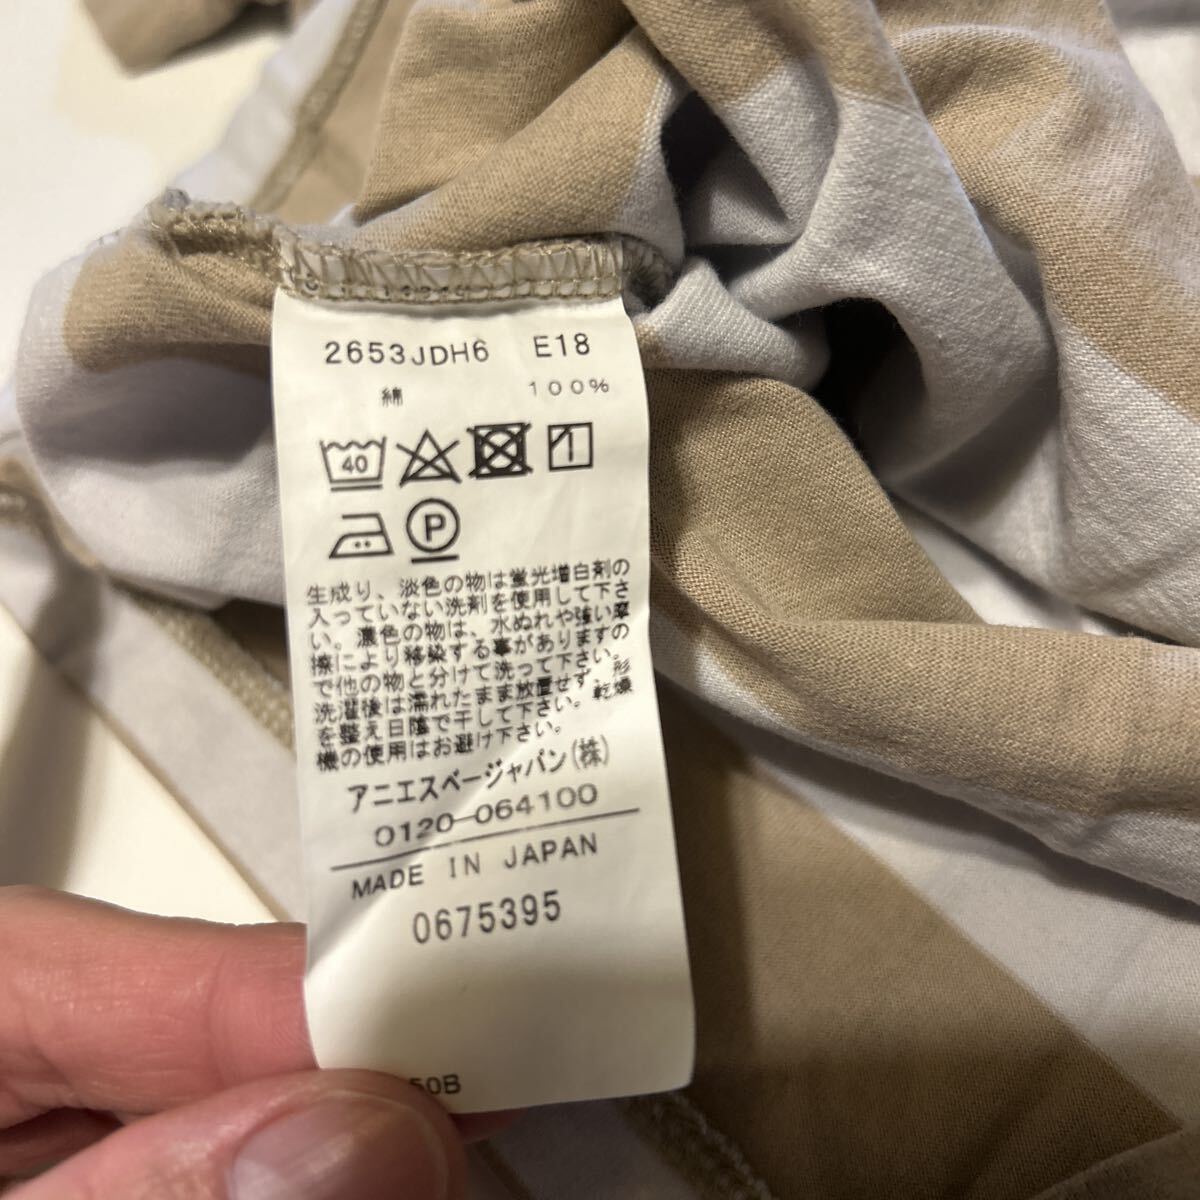 2653JDH6 E18
綿 100%
40
P
生成り、淡色の物は蛍光増白剤の
入っていない洗剤を使用して下さ
い。濃色の物は、水ぬれや強い摩
擦により移染する事がありますの
で他の物と分けて洗って下さい。
洗濯後は濡れたまま放置せず、形
を整え日陰で干して下さい。乾燥
機の使用はお避け下さい。
アニエスベージャパン(株)
0120-064100
MADE IN JAPAN
0675395
50B